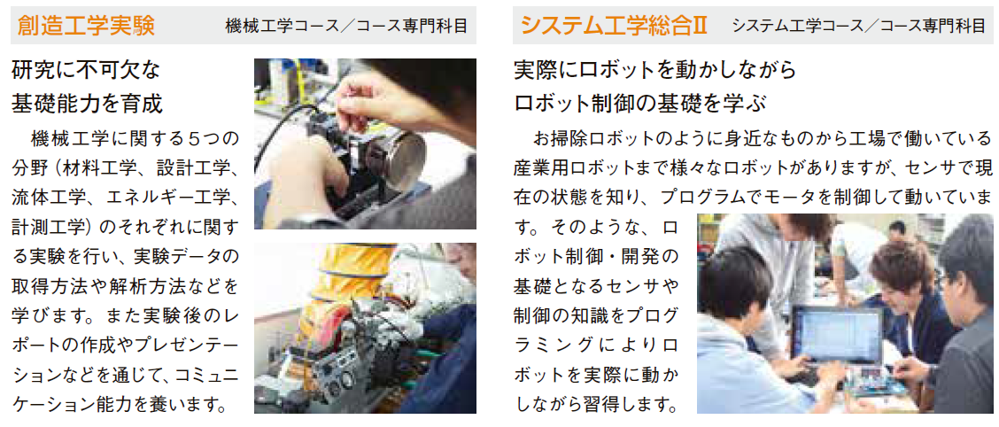 創造工学実験 機械工学コース／コース専門科目
研究に不可欠な
基礎能力を育成
機械工学に関する5つの
分野（材料工学、設計工学、
流体工学、エネルギー工学、
計測工学）のそれぞれに関す
る実験を行い、実験データの
取得方法や解析方法などを
学びます。また実験後のレ
ポートの作成やプレゼンテー
ションなどを通じて、コミュニ
ケーション能力を養います。
システム工学総合Ⅱ システム工学コース／コース専門科目
実際にロボットを動かしながら
ロボット制御の基礎を学ぶ
お掃除ロボットのように身近なものから工場で働いている
産業用ロボットまで様々なロボットがありますが、センサで現
在の状態を知り、プログラムでモータを制御して動いていま
す。そのような、ロ
ボット制御・開発の
基礎となるセンサや
制御の知識をプログ
ラミングによりロ
ボットを実際に動か
しながら習得します。